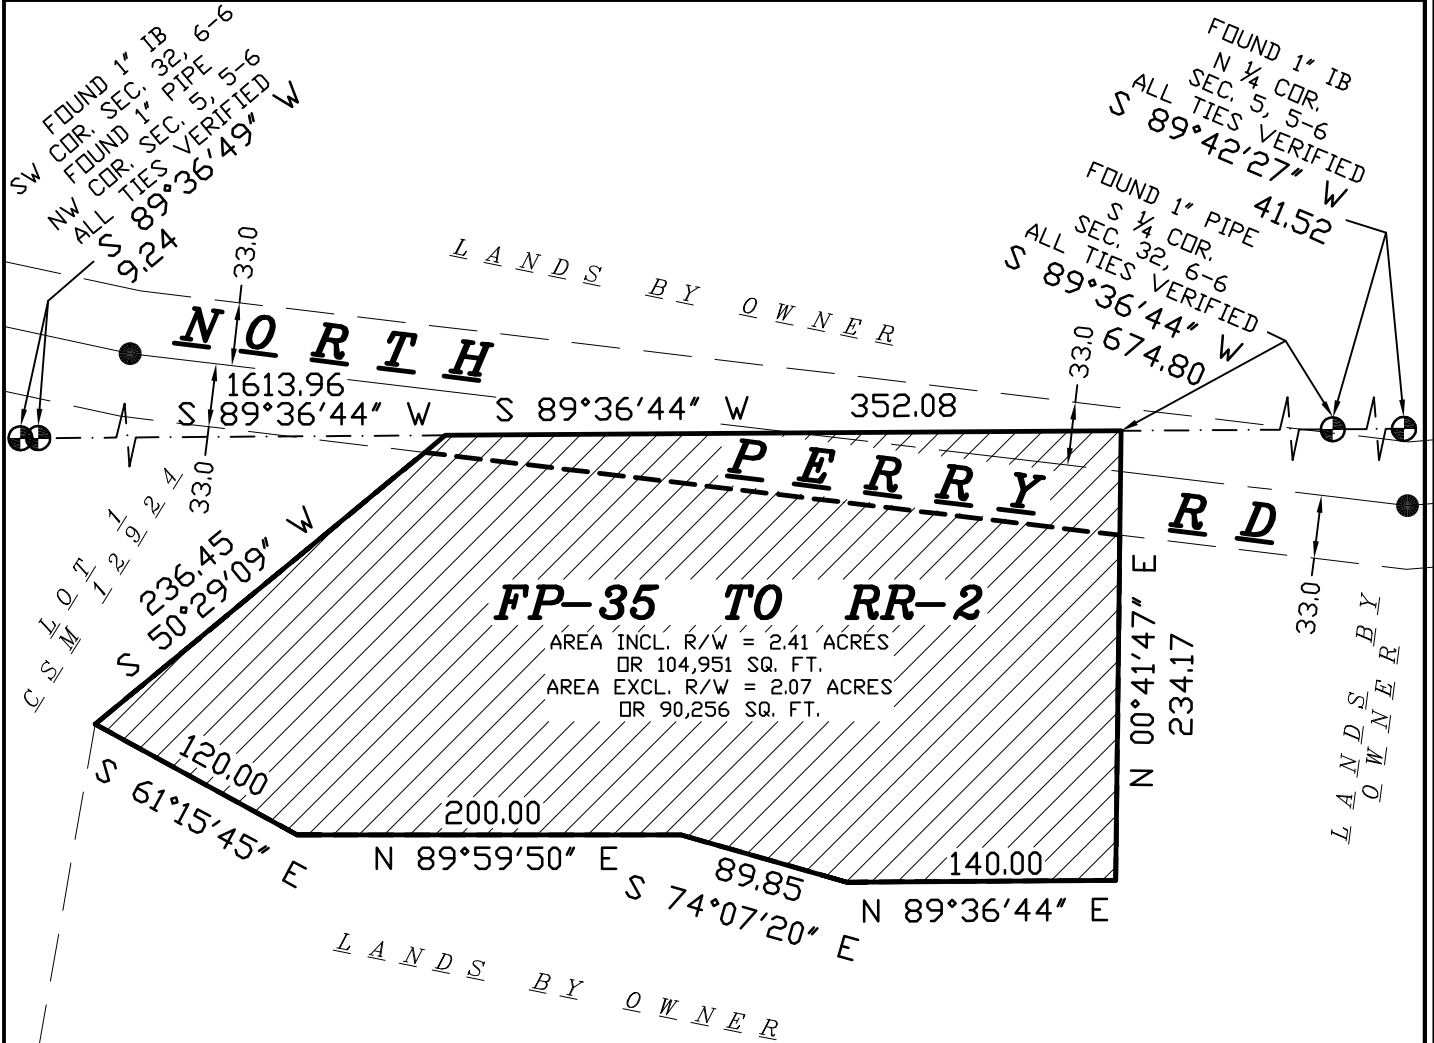 FOUND 1" IB
SW COR. SEC. 32, 6-6
FOUND 1" PIPE
NW COR. SEC. 5, 5-6
ALL TIES VERIFIED
S 89°36'49" W
9.24
FOUND 1" IB
N 1/4 COR.
SEC. 5, 5-6
ALL TIES VERIFIED
S 89°42'27" W
41.52
FOUND 1" PIPE
S 1/4 COR.
SEC. 32, 6-6
ALL TIES VERIFIED
S 89°36'44" W
674.80
LANDS BY OWNER
33.0
33.0
NORTH PERRY RD
1613.96
S 89°36'44" W
S 89°36'44" W
352.08
33.0
33.0
LOT 1
CSM 12924
236.45
S 50°29'09" W
FP-35 TO RR-2
AREA INCL. R/W = 2.41 ACRES
OR 104,951 SQ. FT.
AREA EXCL. R/W = 2.07 ACRES
OR 90,256 SQ. FT.
N 00°41'47" E
234.17
LANDS BY
OWNER
120.00
S 61°15'45" E
200.00
N 89°59'50" E
89.85
S 74°07'20" E
140.00
N 89°36'44" E
LANDS BY OWNER